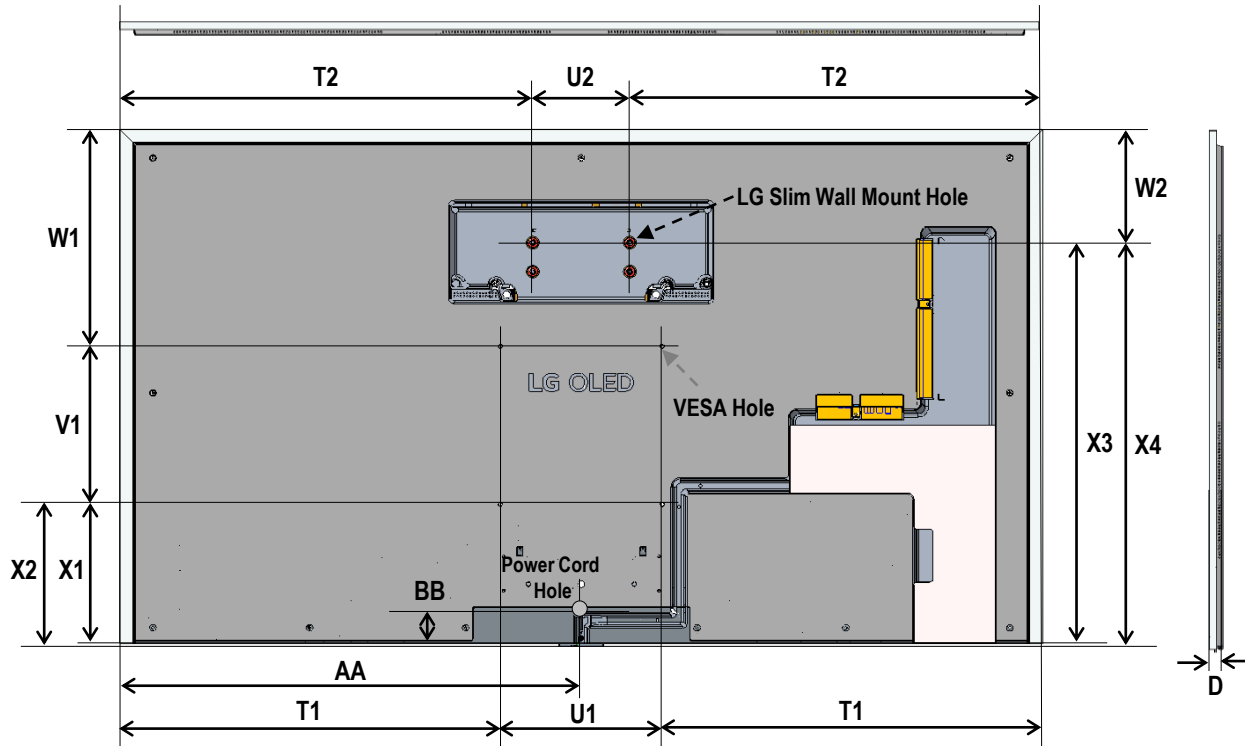 T2
U2
T2
W1
W2
LG Slim Wall Mount Hole
LG OLED
VESA Hole
V1
X3
X4
X2
X1
BB
Power Cord
Hole
AA
D
T1
U1
T1